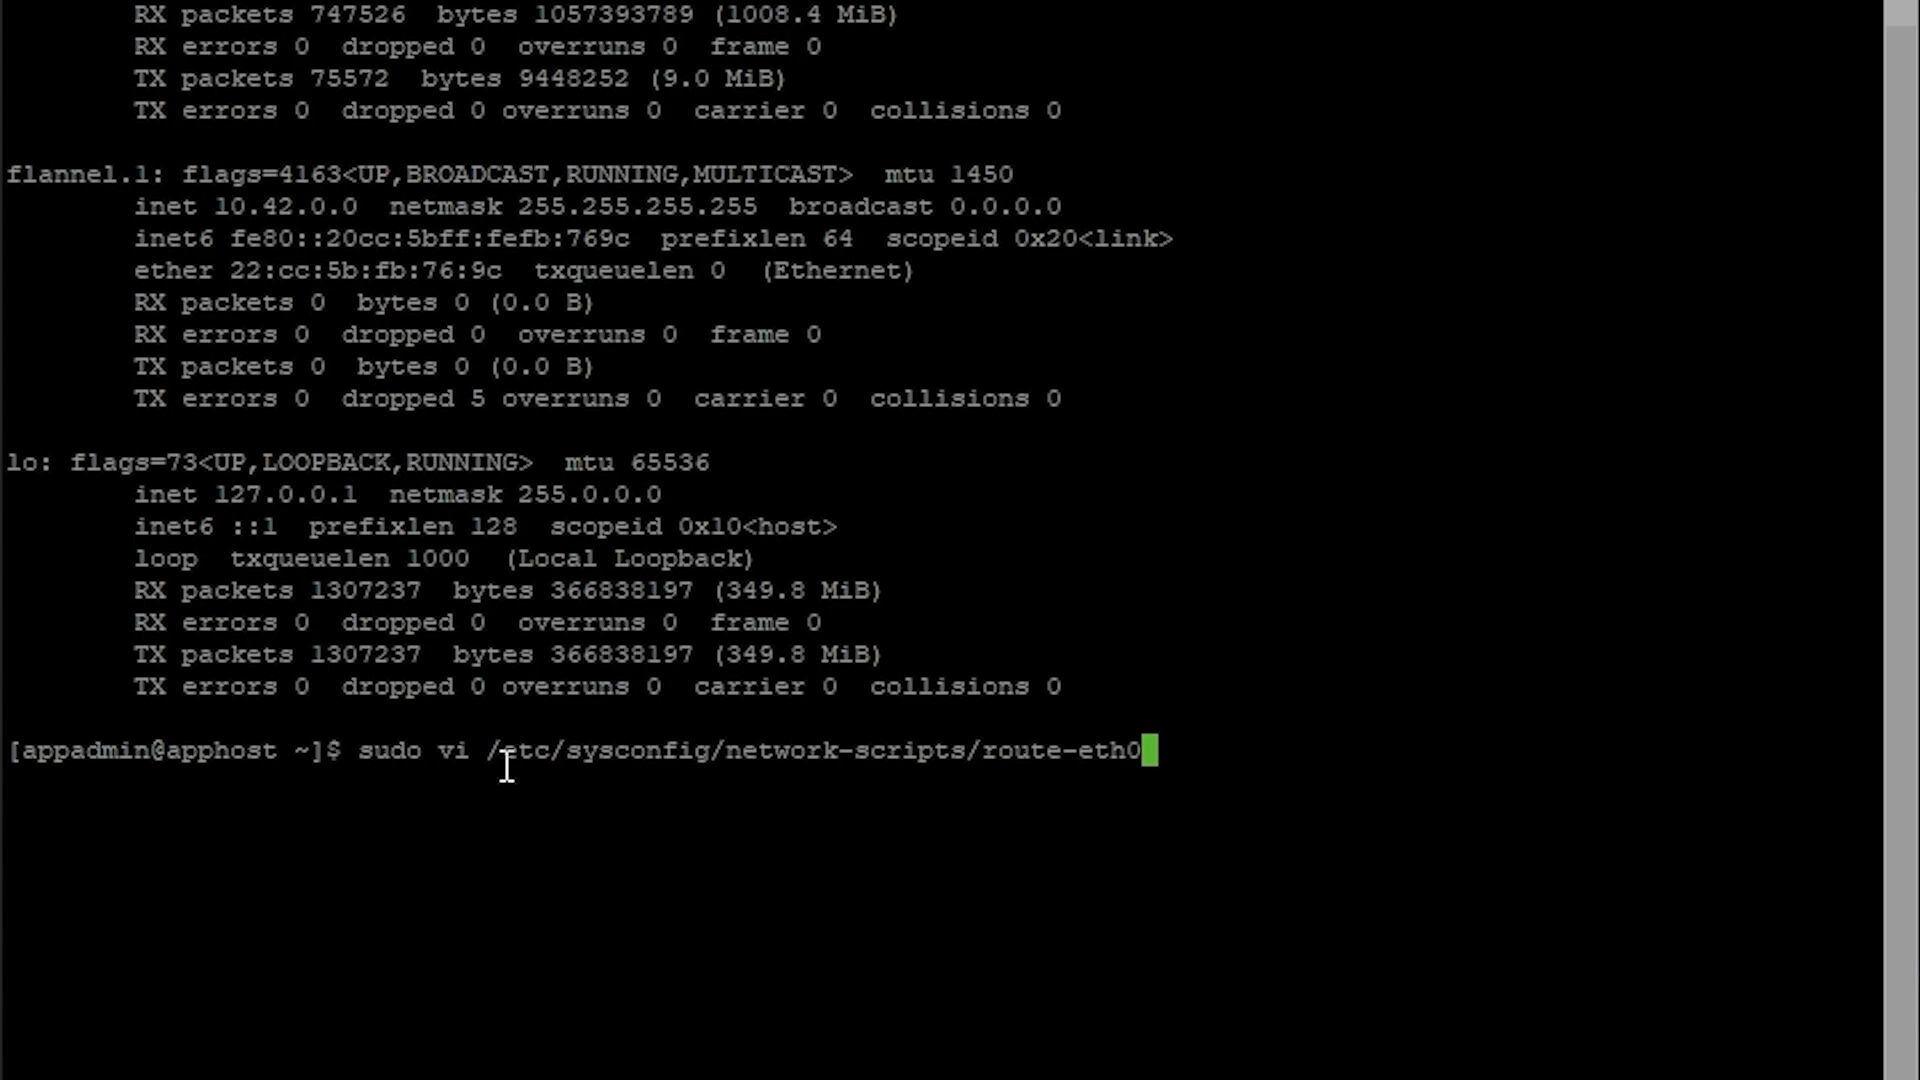 RX packets 747526  bytes 1057393789 (1008.4 MiB)
RX errors 0  dropped 0  overruns 0  frame 0
TX packets 75572  bytes 9448252 (9.0 MiB)
TX errors 0  dropped 0 overruns 0  carrier 0  collisions 0
flannel.1: flags=4163<UP,BROADCAST,RUNNING,MULTICAST>  mtu 1450
inet 10.42.0.0  netmask 255.255.255.255  broadcast 0.0.0.0
inet6 fe80::20cc:5bff:fefb:769c  prefixlen 64  scopeid 0x20<link>
ether 22:cc:5b:fb:76:9c  txqueuelen 0  (Ethernet)
RX packets 0  bytes 0 (0.0 B)
RX errors 0  dropped 0  overruns 0  frame 0
TX packets 0  bytes 0 (0.0 B)
TX errors 0  dropped 5 overruns 0  carrier 0  collisions 0
lo: flags=73<UP,LOOPBACK,RUNNING>  mtu 65536
inet 127.0.0.1  netmask 255.0.0.0
inet6 ::1  prefixlen 128  scopeid 0x10<host>
loop  txqueuelen 1000  (Local Loopback)
RX packets 1307237  bytes 366838197 (349.8 MiB)
RX errors 0  dropped 0  overruns 0  frame 0
TX packets 1307237  bytes 366838197 (349.8 MiB)
TX errors 0  dropped 0 overruns 0  carrier 0  collisions 0
[appadmin@apphost ~]$ sudo vi /etc/sysconfig/network-scripts/route-eth0